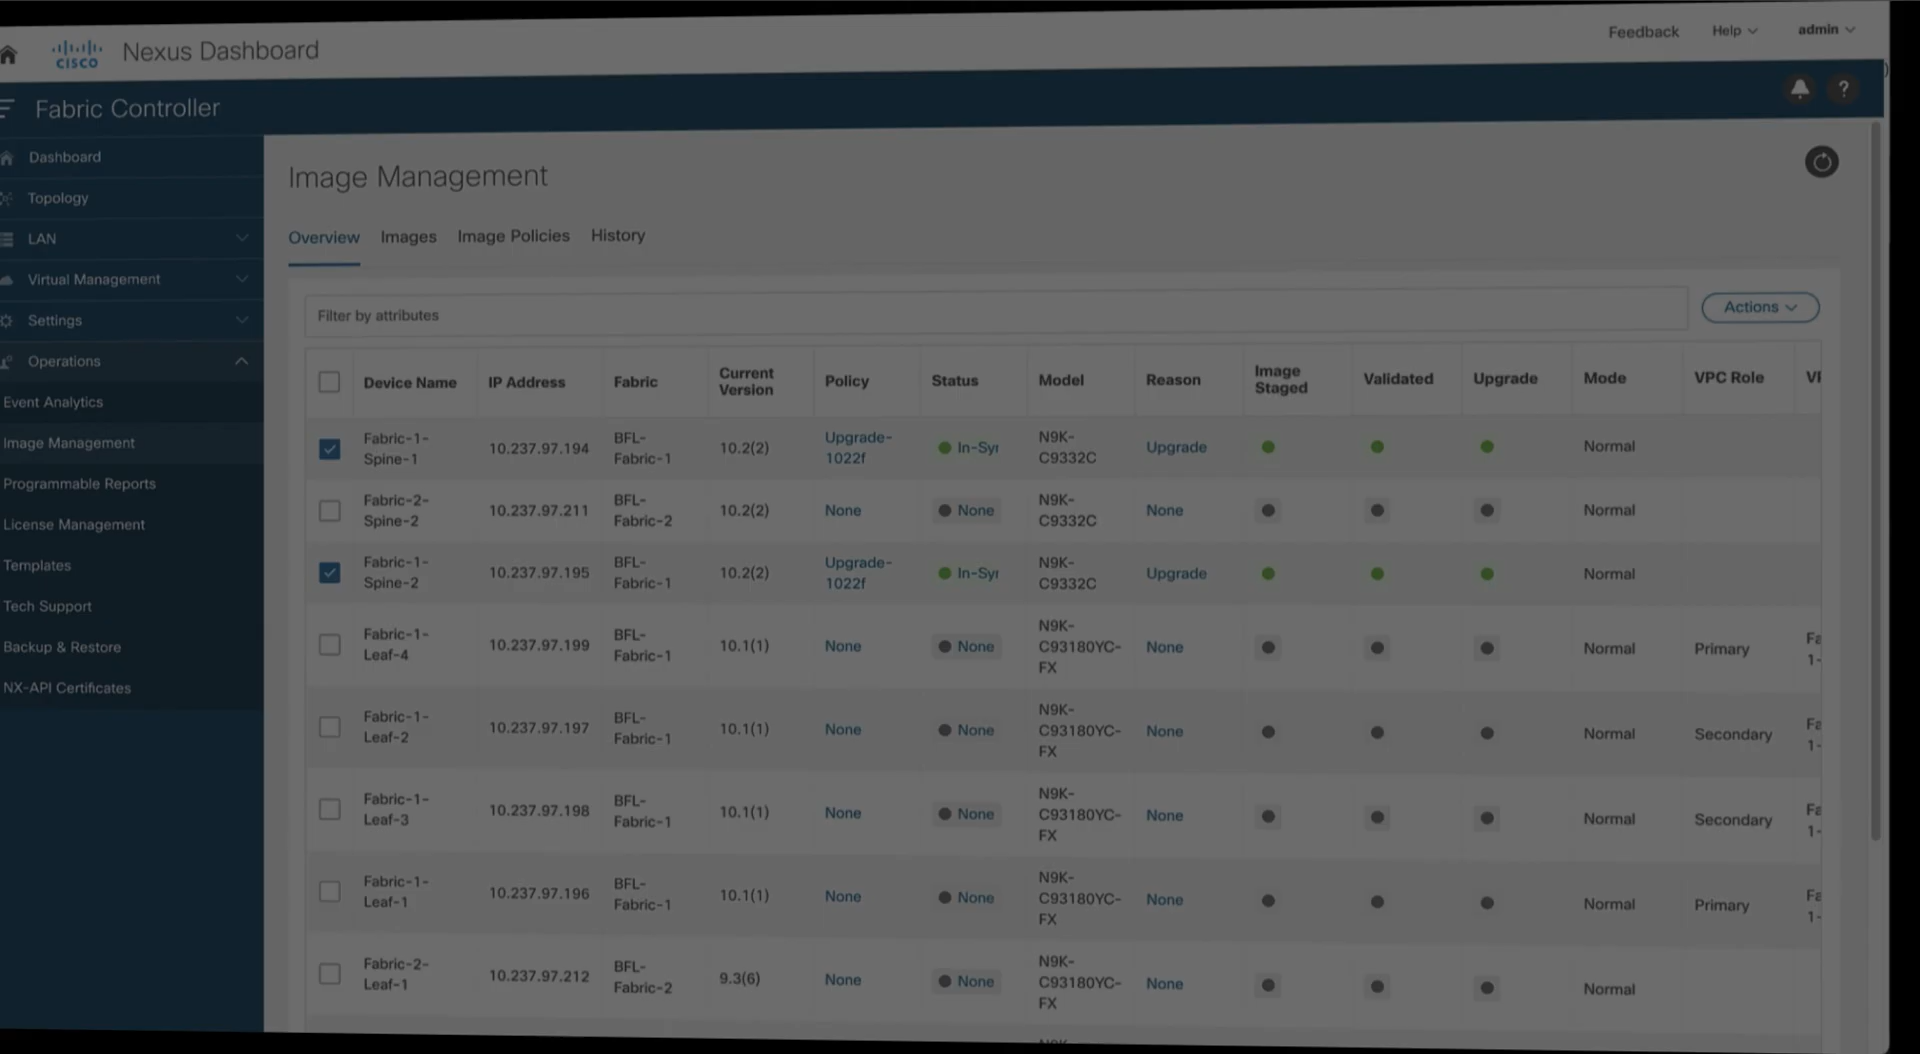 Feedback
Help
admin
CISCO
Nexus Dashboard
Fabric Controller
?
Dashboard
Topology
LAN
Virtual Management
Settings
Operations
Event Analytics
Image Management
Programmable Reports
License Management
Templates
Tech Support
Backup & Restore
NX-API Certificates
Image Management
Overview Images Image Policies History
Filter by attributes
Actions
Device Name IP Address Fabric Current Version Policy Status Model Reason Image Staged Validated Upgrade Mode VPC Role
Fabric-1-Spine-1 10.237.97.194 BFL-Fabric-1 10.2(2) Upgrade-1022f In-Syn N9K-C9332C Upgrade Normal
Fabric-2-Spine-2 10.237.97.211 BFL-Fabric-2 10.2(2) None None N9K-C9332C None Normal
Fabric-1-Spine-2 10.237.97.195 BFL-Fabric-1 10.2(2) Upgrade-1022f In-Syn N9K-C9332C Upgrade Normal
Fabric-1-Leaf-4 10.237.97.199 BFL-Fabric-1 10.1(1) None None N9K-C93180YC-FX None Normal Primary Fa 1-
Fabric-1-Leaf-2 10.237.97.197 BFL-Fabric-1 10.1(1) None None N9K-C93180YC-FX None Normal Secondary Fa 1-
Fabric-1-Leaf-3 10.237.97.198 BFL-Fabric-1 10.1(1) None None N9K-C93180YC-FX None Normal Secondary Fa 1-
Fabric-1-Leaf-1 10.237.97.196 BFL-Fabric-1 10.1(1) None None N9K-C93180YC-FX None Normal Primary Fa 1-
Fabric-2-Leaf-1 10.237.97.212 BFL-Fabric-2 9.3(6) None None N9K-C93180YC-FX None Normal